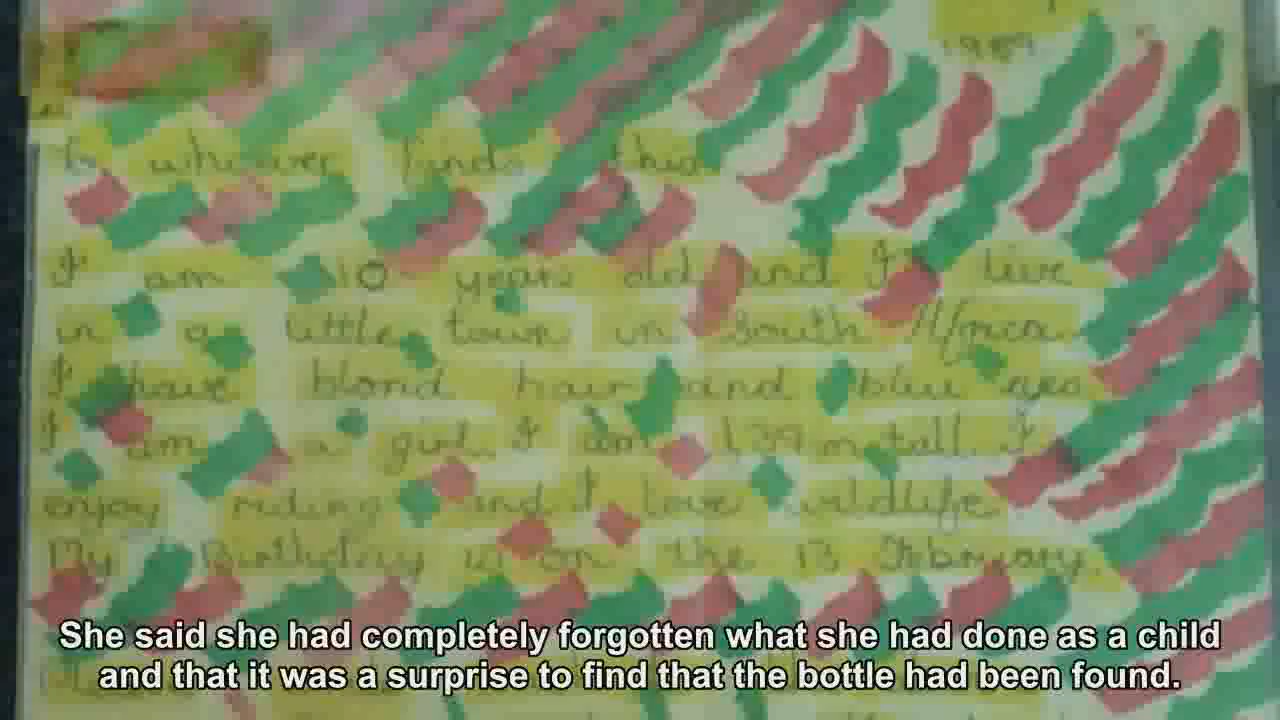 1989
to whoever finds this
I am 10 years old and I live
in a little town in South Africa
I have blond hair and blue eyes
I am a girl. I am 139 m tall. I
enjoy riding and I love wildlife
My Birthday is on the 13 February.
She said she had completely forgotten what she had done as a child
and that it was a surprise to find that the bottle had been found.